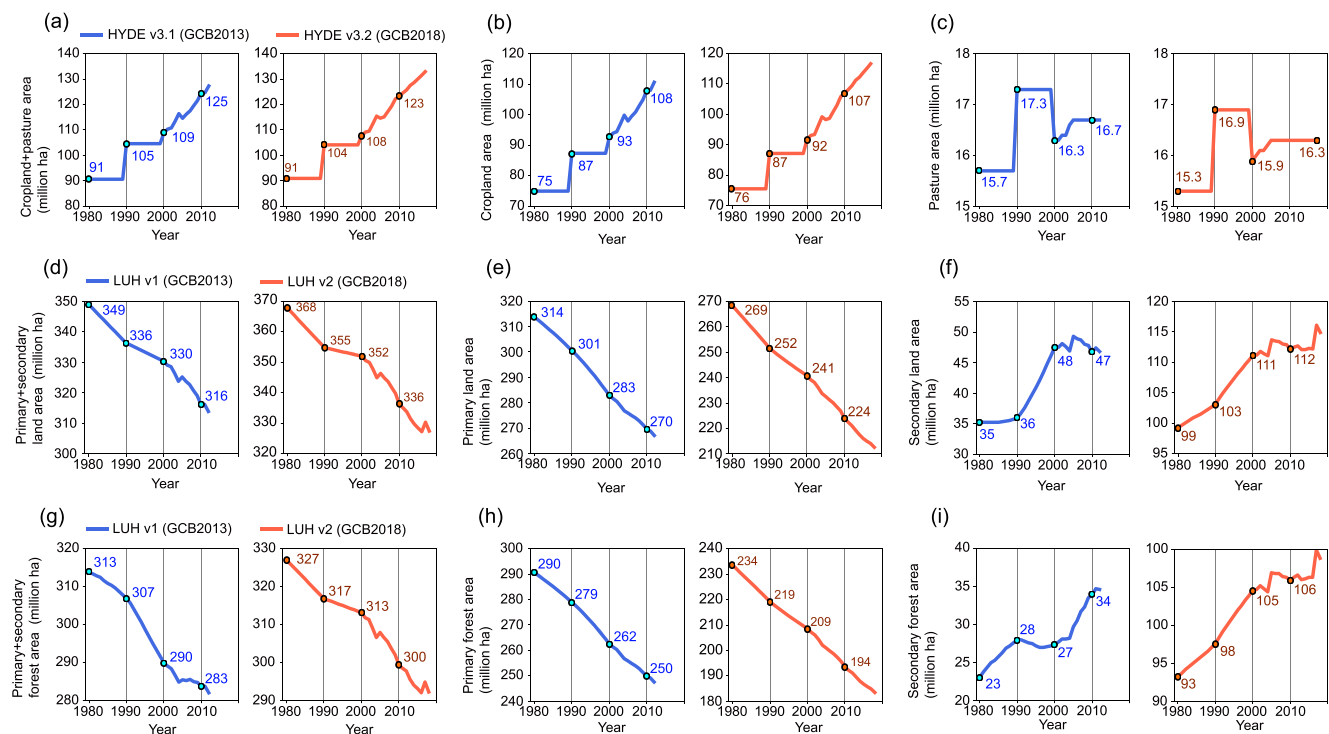 (a)
HYDE v3.1 (GCB2013)
HYDE v3.2 (GCB2018)
Cropland+pasture area
(million ha)
140
130
120
110
100
90
80
91
105
109
125
1980 1990 2000 2010
Year
140
130
120
110
100
90
80
91
104
108
123
1980 1990 2000 2010
Year
(b)
Cropland area (million ha)
120
110
100
90
80
70
75
87
93
108
1980 1990 2000 2010
Year
120
110
100
90
80
70
76
87
92
107
1980 1990 2000 2010
Year
(c)
Pasture area (million ha)
18
17
16
15
15.7
17.3
16.3
16.7
1980 1990 2000 2010
Year
18
17
16
15
15.3
16.9
15.9
16.3
1980 1990 2000 2010
Year
(d)
LUH v1 (GCB2013)
LUH v2 (GCB2018)
Primary+secondary
land area (million ha)
350
340
330
320
310
300
349
336
330
316
1980 1990 2000 2010
Year
370
360
350
340
330
320
368
355
352
336
1980 1990 2000 2010
Year
(e)
Primary land area
(million ha)
320
310
300
290
280
270
260
314
301
283
270
1980 1990 2000 2010
Year
270
260
250
240
230
220
210
269
252
241
224
1980 1990 2000 2010
Year
(f)
Secondary land area
(million ha)
55
50
45
40
35
30
35
36
48
47
1980 1990 2000 2010
Year
120
115
110
105
100
95
99
103
111
112
1980 1990 2000 2010
Year
(g)
LUH v1 (GCB2013)
LUH v2 (GCB2018)
Primary+secondary
forest area (million ha)
320
310
300
290
280
313
307
290
283
1980 1990 2000 2010
Year
330
320
310
300
290
327
317
313
300
1980 1990 2000 2010
Year
(h)
Primary forest area
(million ha)
300
290
280
270
260
250
240
290
279
262
250
1980 1990 2000 2010
Year
240
230
220
210
200
190
180
234
219
209
194
1980 1990 2000 2010
Year
(i)
Secondary forest area
(million ha)
40
35
30
25
20
23
28
27
34
1980 1990 2000 2010
Year
100
95
90
105
100
95
90
93
98
105
106
1980 1990 2000 2010
Year